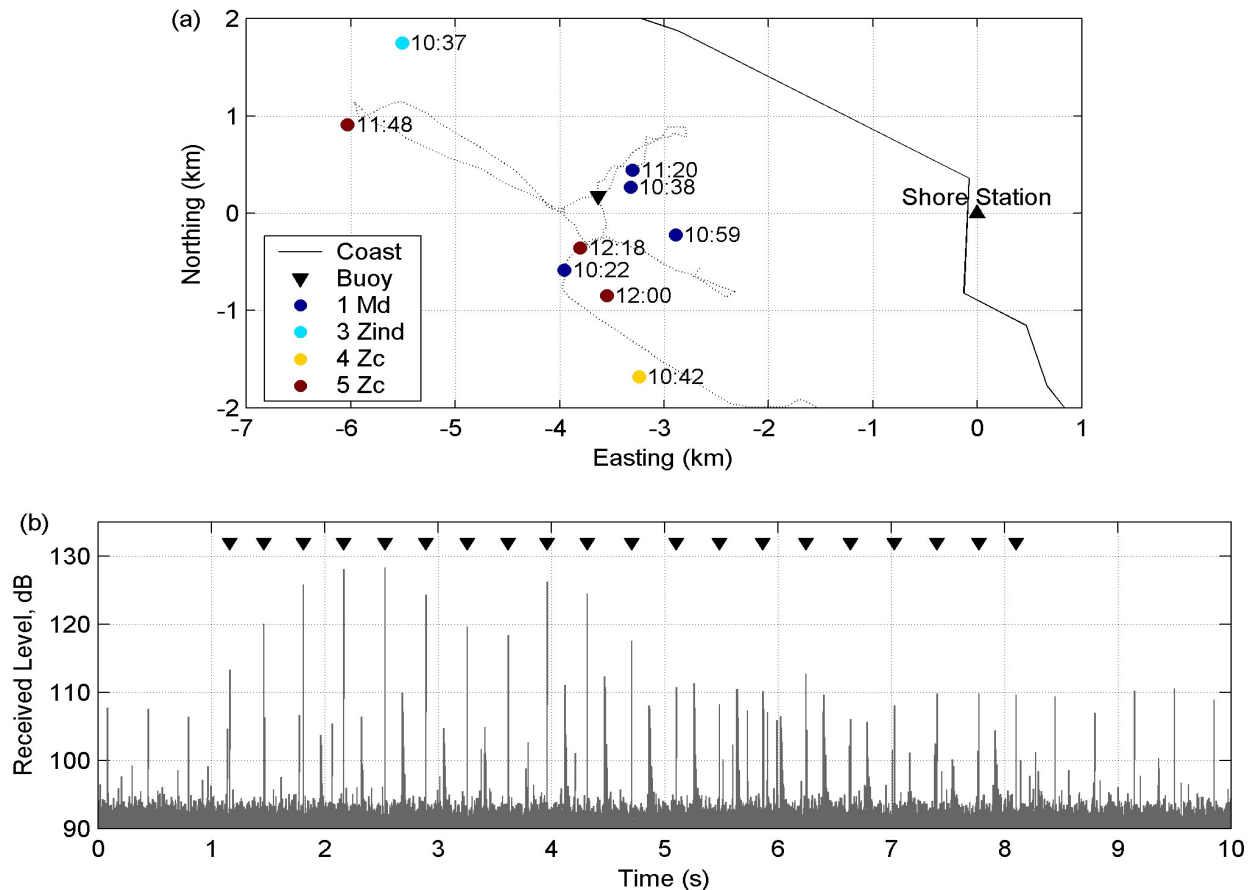 (a)
2
1
0
-1
-2
Northing (km)
10:37
11:48
11:20
10:38
10:59
12:18
10:22
12:00
10:42
Shore Station
Coast
Buoy
1 Md
3 Zind
4 Zc
5 Zc
-7 -6 -5 -4 -3 -2 -1 0 1
Easting (km)
(b)
130
120
110
100
90
Received Level, dB
0 1 2 3 4 5 6 7 8 9 10
Time (s)